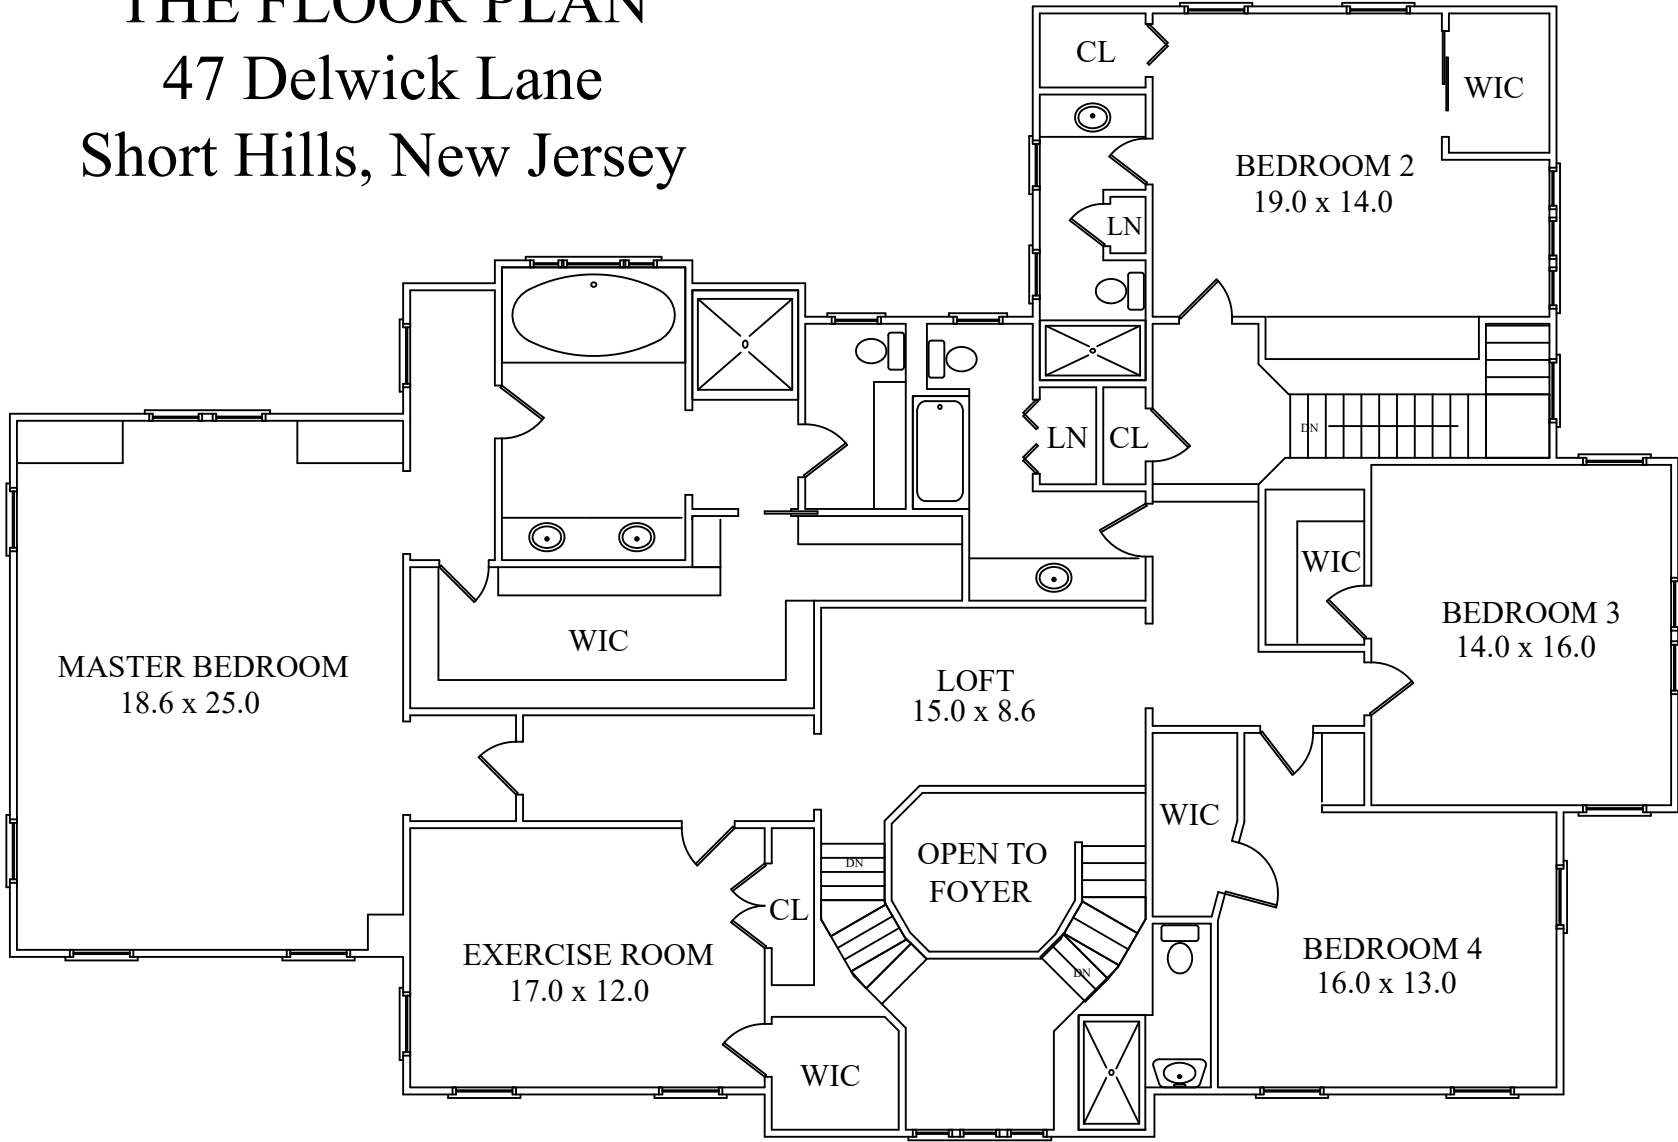 THE FLOOR PLAN
47 Delwick Lane
Short Hills, New Jersey
CL
WIC
BEDROOM 2
19.0 x 14.0
LN
LN
CL
DN
WIC
BEDROOM 3
14.0 x 16.0
WIC
MASTER BEDROOM
18.6 x 25.0
LOFT
15.0 x 8.6
WIC
OPEN TO
FOYER
DN
CL
EXERCISE ROOM
17.0 x 12.0
DN
BEDROOM 4
16.0 x 13.0
WIC